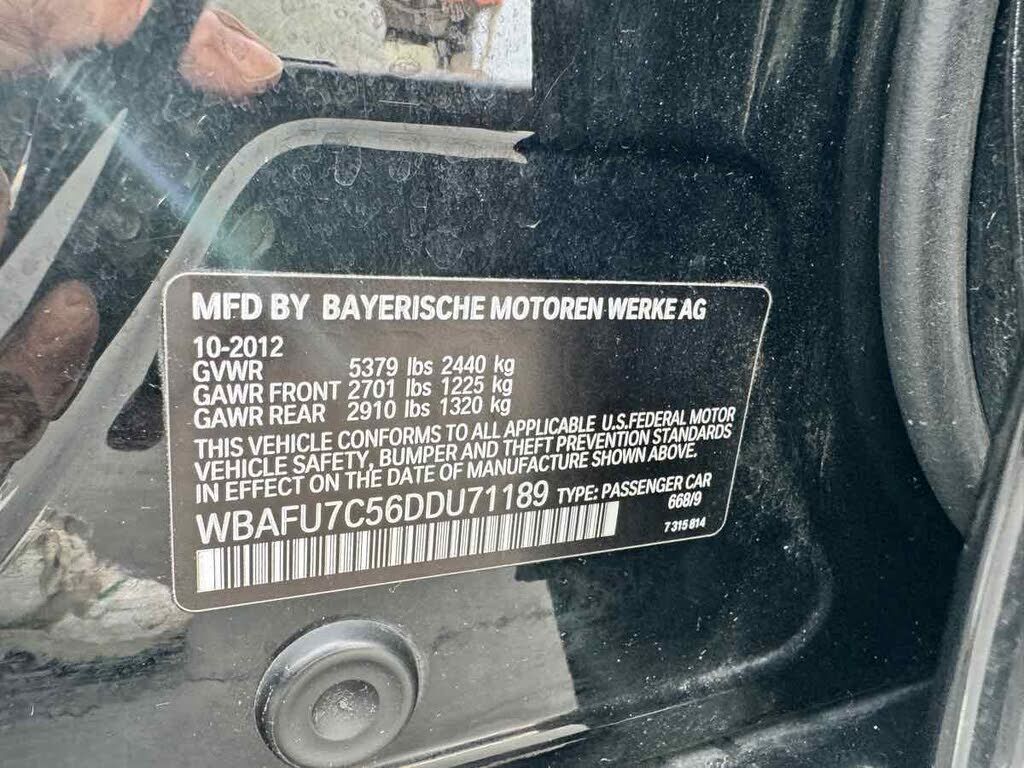 MFD BY BAYERISCHE MOTOREN WERKE AG
10-2012
GVWR 5379 lbs 2440 kg
GAWR FRONT 2701 lbs 1225 kg
GAWR REAR 2910 lbs 1320 kg
THIS VEHICLE CONFORMS TO ALL APPLICABLE U.S.FEDERAL MOTOR
VEHICLE SAFETY, BUMPER AND THEFT PREVENTION STANDARDS
IN EFFECT ON THE DATE OF MANUFACTURE SHOWN ABOVE.
WBAFU7C56DDU71189 TYPE: PASSENGER CAR
668/9
7 315 814